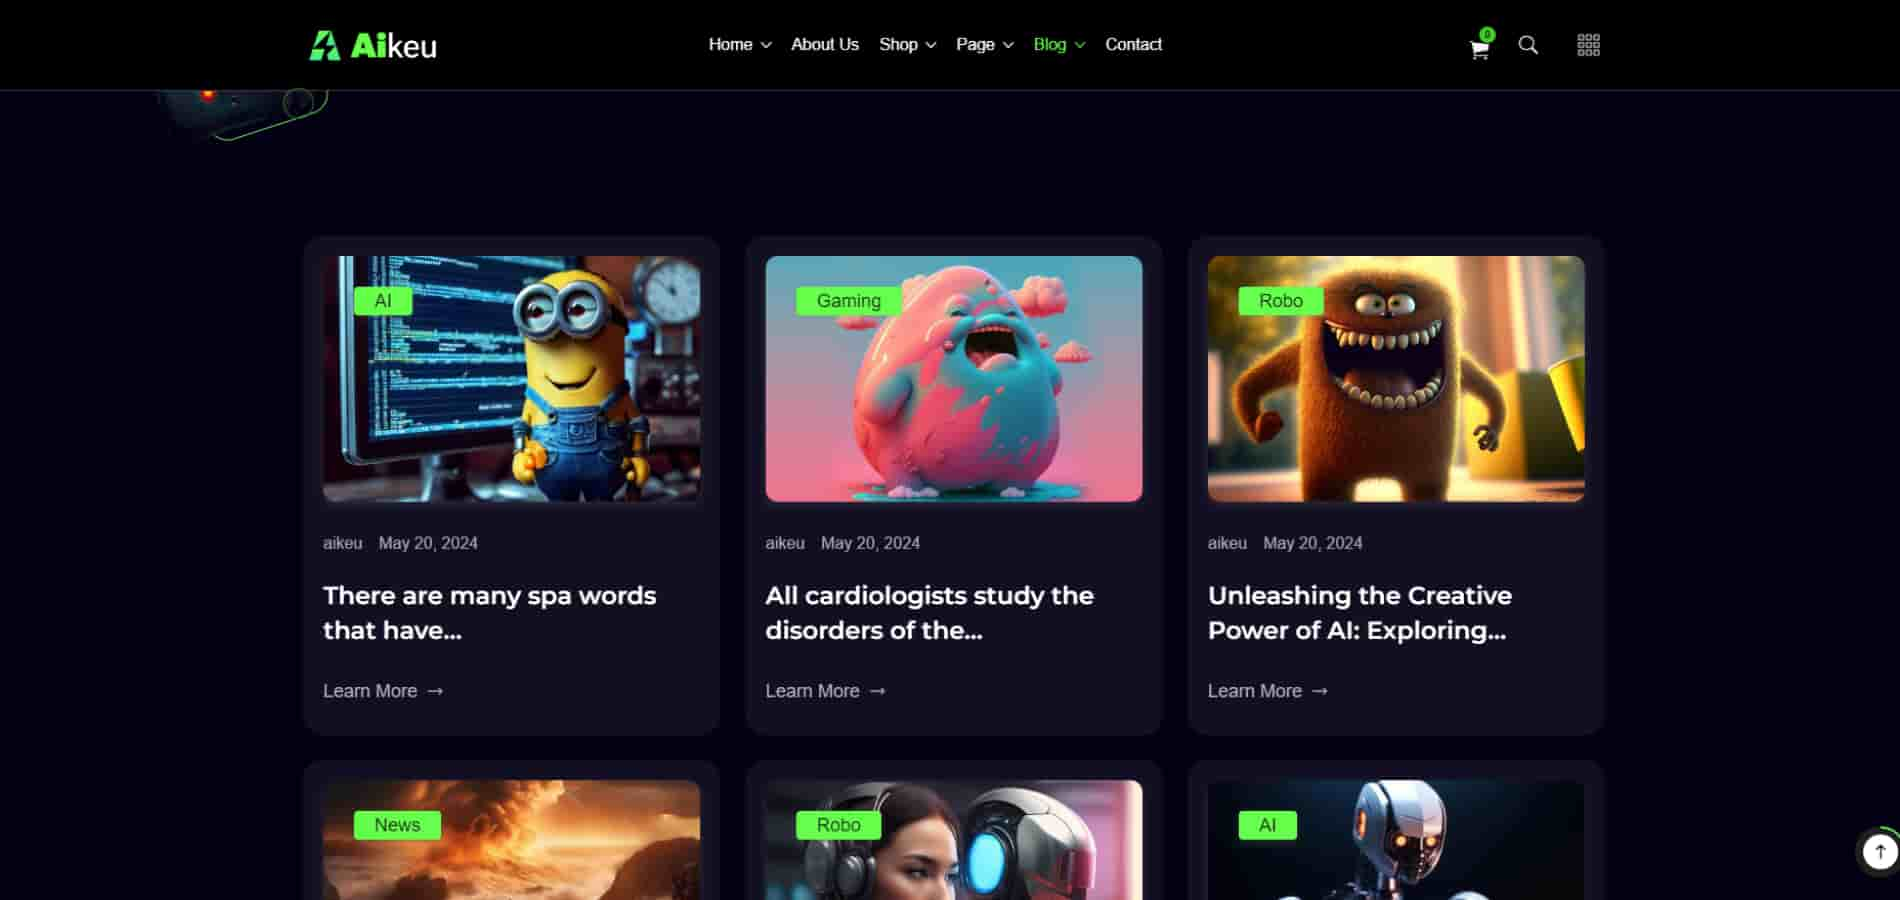 Aikeu
Home
About Us
Shop
Page
Blog
Contact
0
AI
Gaming
Robo
aikeu May 20, 2024
aikeu May 20, 2024
aikeu May 20, 2024
There are many spa words
that have...
All cardiologists study the
disorders of the...
Unleashing the Creative
Power of AI: Exploring...
Learn More →
Learn More →
Learn More →
News
Robo
AI